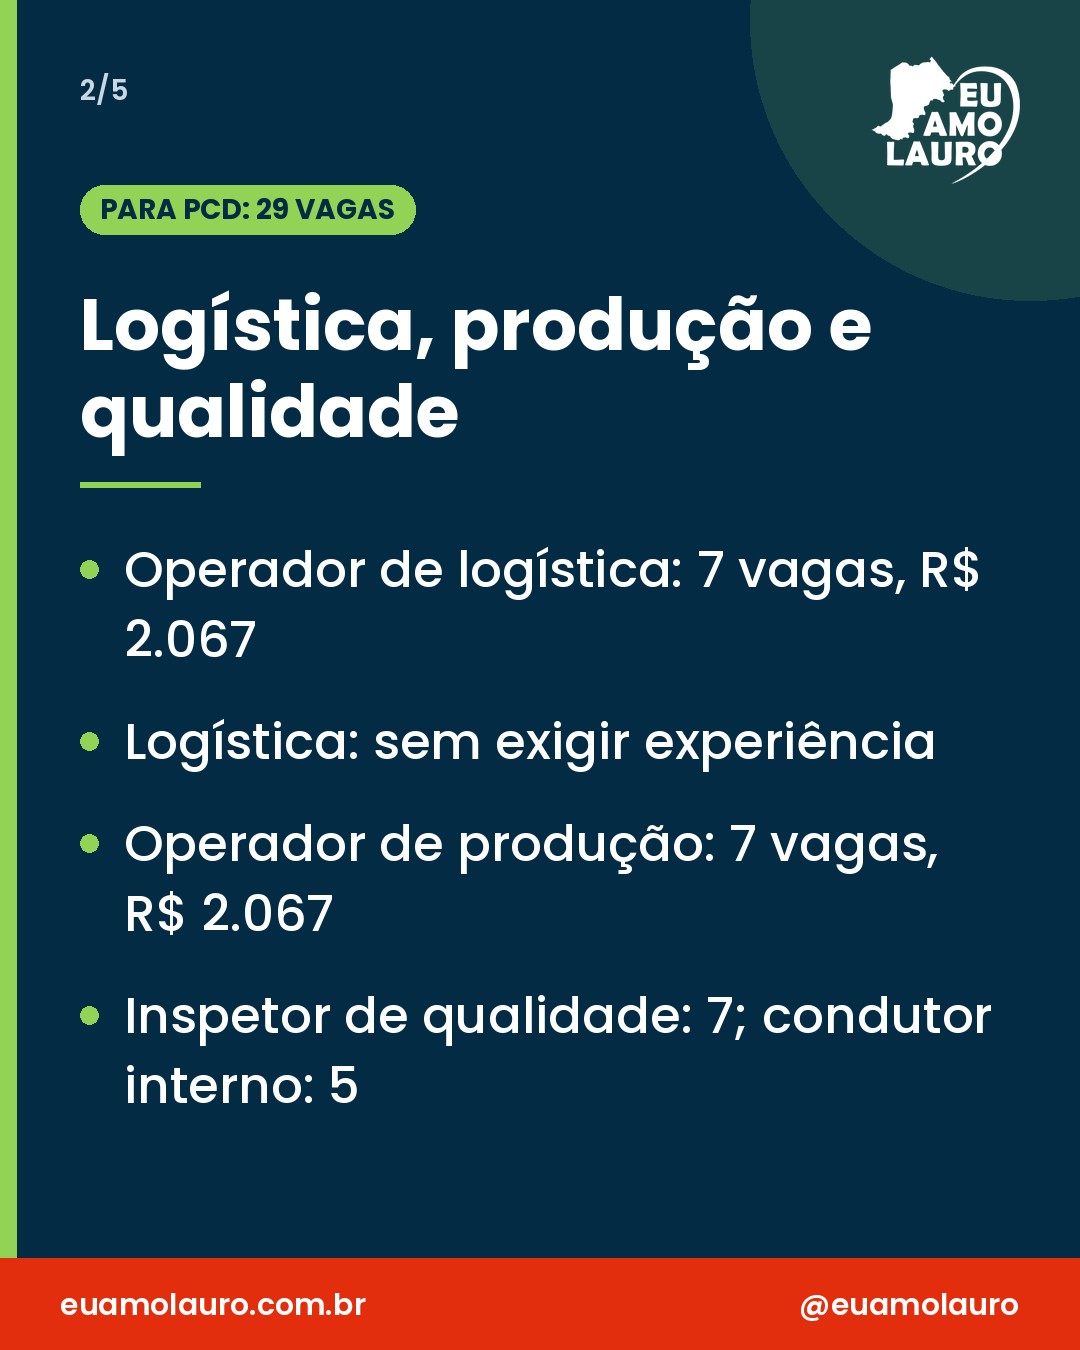 2/5
EU
AMO
LAURO
PARA PCD: 29 VAGAS
Logística, produção e
qualidade
Operador de logística: 7 vagas, R$
2.067
Logística: sem exigir experiência
Operador de produção: 7 vagas,
R$ 2.067
Inspetor de qualidade: 7; condutor
interno: 5
euamolauro.com.br
@euamolauro